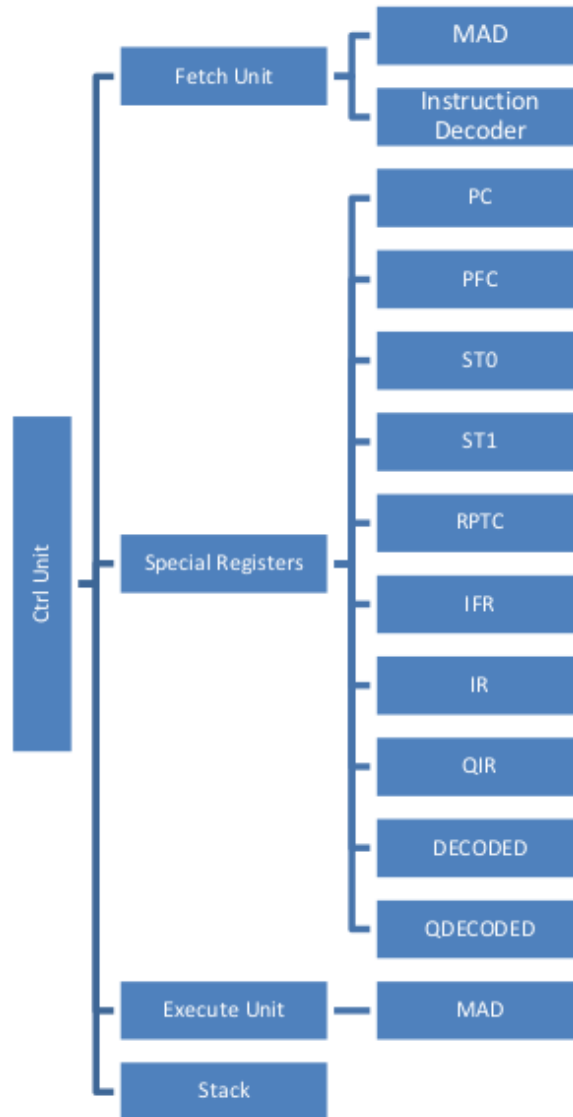 MAD
Fetch Unit
Instruction
Decoder
PC
PFC
ST0
ST1
RPTC
Ctrl Unit
Special Registers
IFR
IR
QIR
DECODED
QDECODED
Execute Unit
MAD
Stack